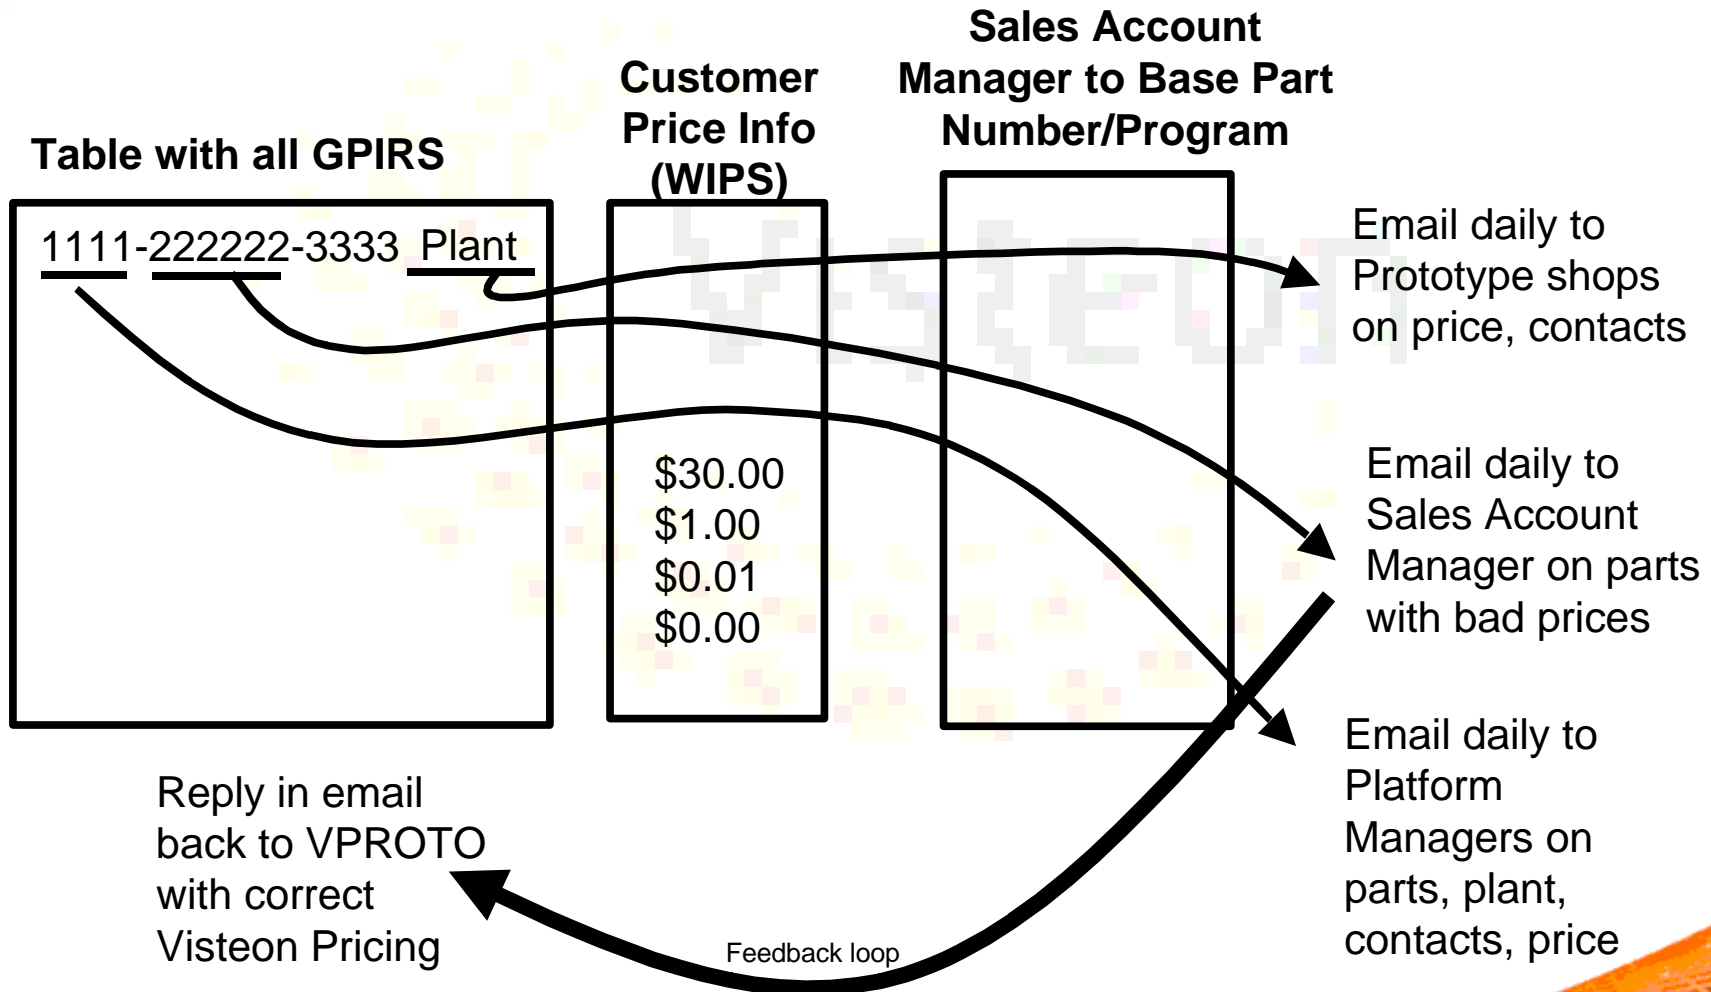 Sales Account
Manager to Base Part
Number/Program
Customer
Price Info
(WIPS)
Table with all GPIRS
1111-222222-3333 Plant
$30.00
$1.00
$0.01
$0.00
Email daily to
Prototype shops
on price, contacts
Email daily to
Sales Account
Manager on parts
with bad prices
Email daily to
Platform
Managers on
parts, plant,
contacts, price
Reply in email
back to VPROTO
with correct
Visteon Pricing
Feedback loop
Visteon